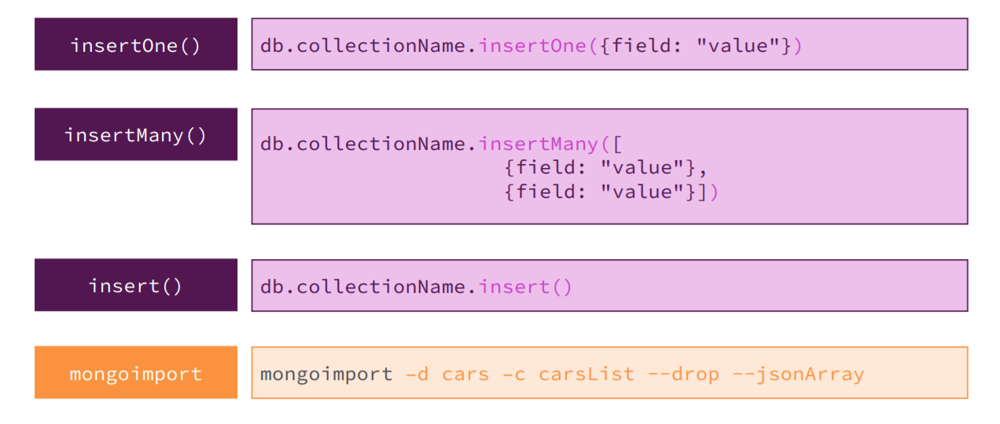 insertOne()
db.collectionName.insertOne({field: "value"})
insertMany()
db.collectionName.insertMany([
{field: "value"},
{field: "value"}])
insert()
db.collectionName.insert()
mongoimport
mongoimport –d cars –c carsList --drop --jsonArray